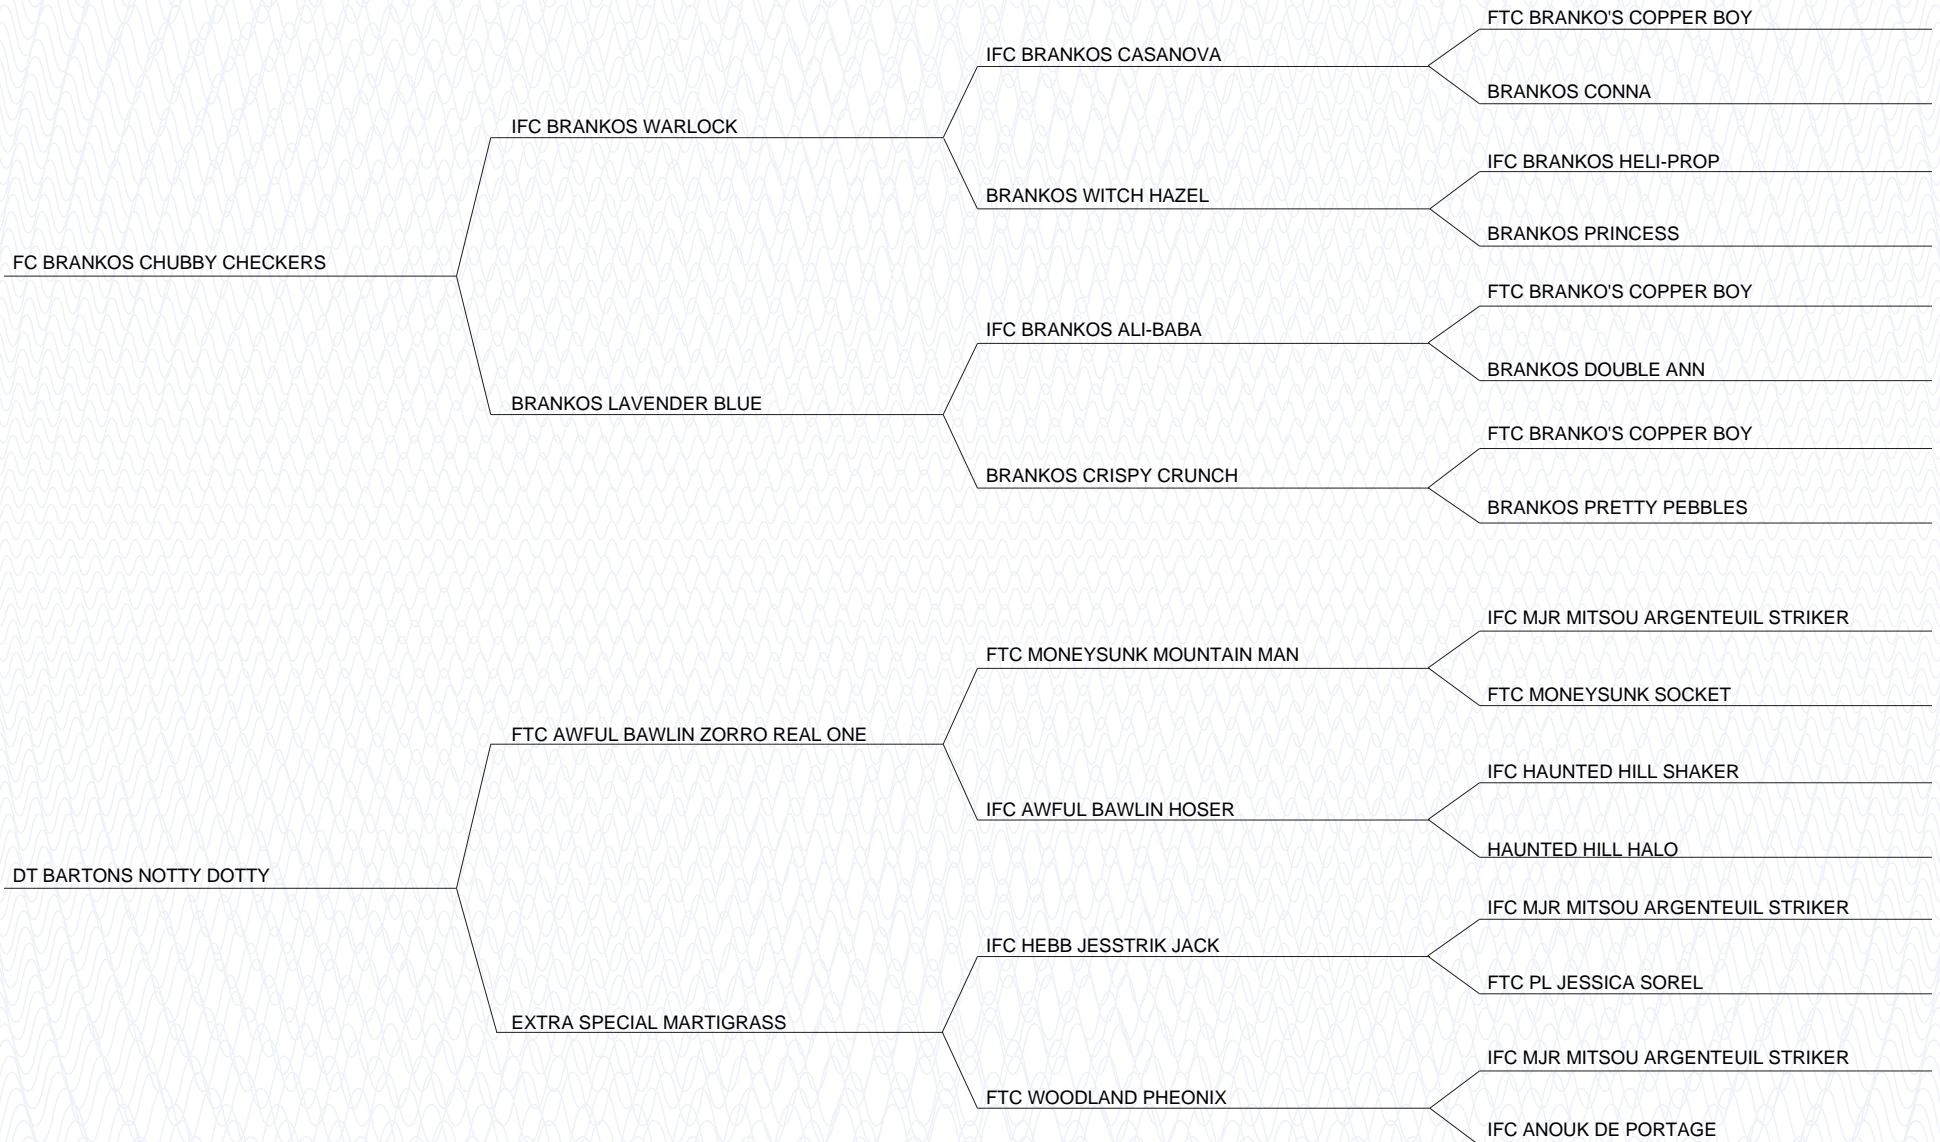 FTC BRANKO'S COPPER BOY
IFC BRANKOS CASANOVA
BRANKOS CONNA
IFC BRANKOS WARLOCK
IFC BRANKOS HELI-PROP
BRANKOS WITCH HAZEL
BRANKOS PRINCESS
FC BRANKOS CHUBBY CHECKERS
FTC BRANKO'S COPPER BOY
IFC BRANKOS ALI-BABA
BRANKOS DOUBLE ANN
BRANKOS LAVENDER BLUE
FTC BRANKO'S COPPER BOY
BRANKOS CRISPY CRUNCH
BRANKOS PRETTY PEBBLES
IFC MJR MITSOU ARGENTEUIL STRIKER
FTC MONEYSUNK MOUNTAIN MAN
FTC MONEYSUNK SOCKET
FTC AWFUL BAWLIN ZORRO REAL ONE
IFC HAUNTED HILL SHAKER
IFC AWFUL BAWLIN HOSER
HAUNTED HILL HALO
DT BARTONS NOTTY DOTTY
IFC MJR MITSOU ARGENTEUIL STRIKER
IFC HEBB JESSTRIK JACK
FTC PL JESSICA SOREL
EXTRA SPECIAL MARTIGRASS
IFC MJR MITSOU ARGENTEUIL STRIKER
FTC WOODLAND PHEONIX
IFC ANOUK DE PORTAGE